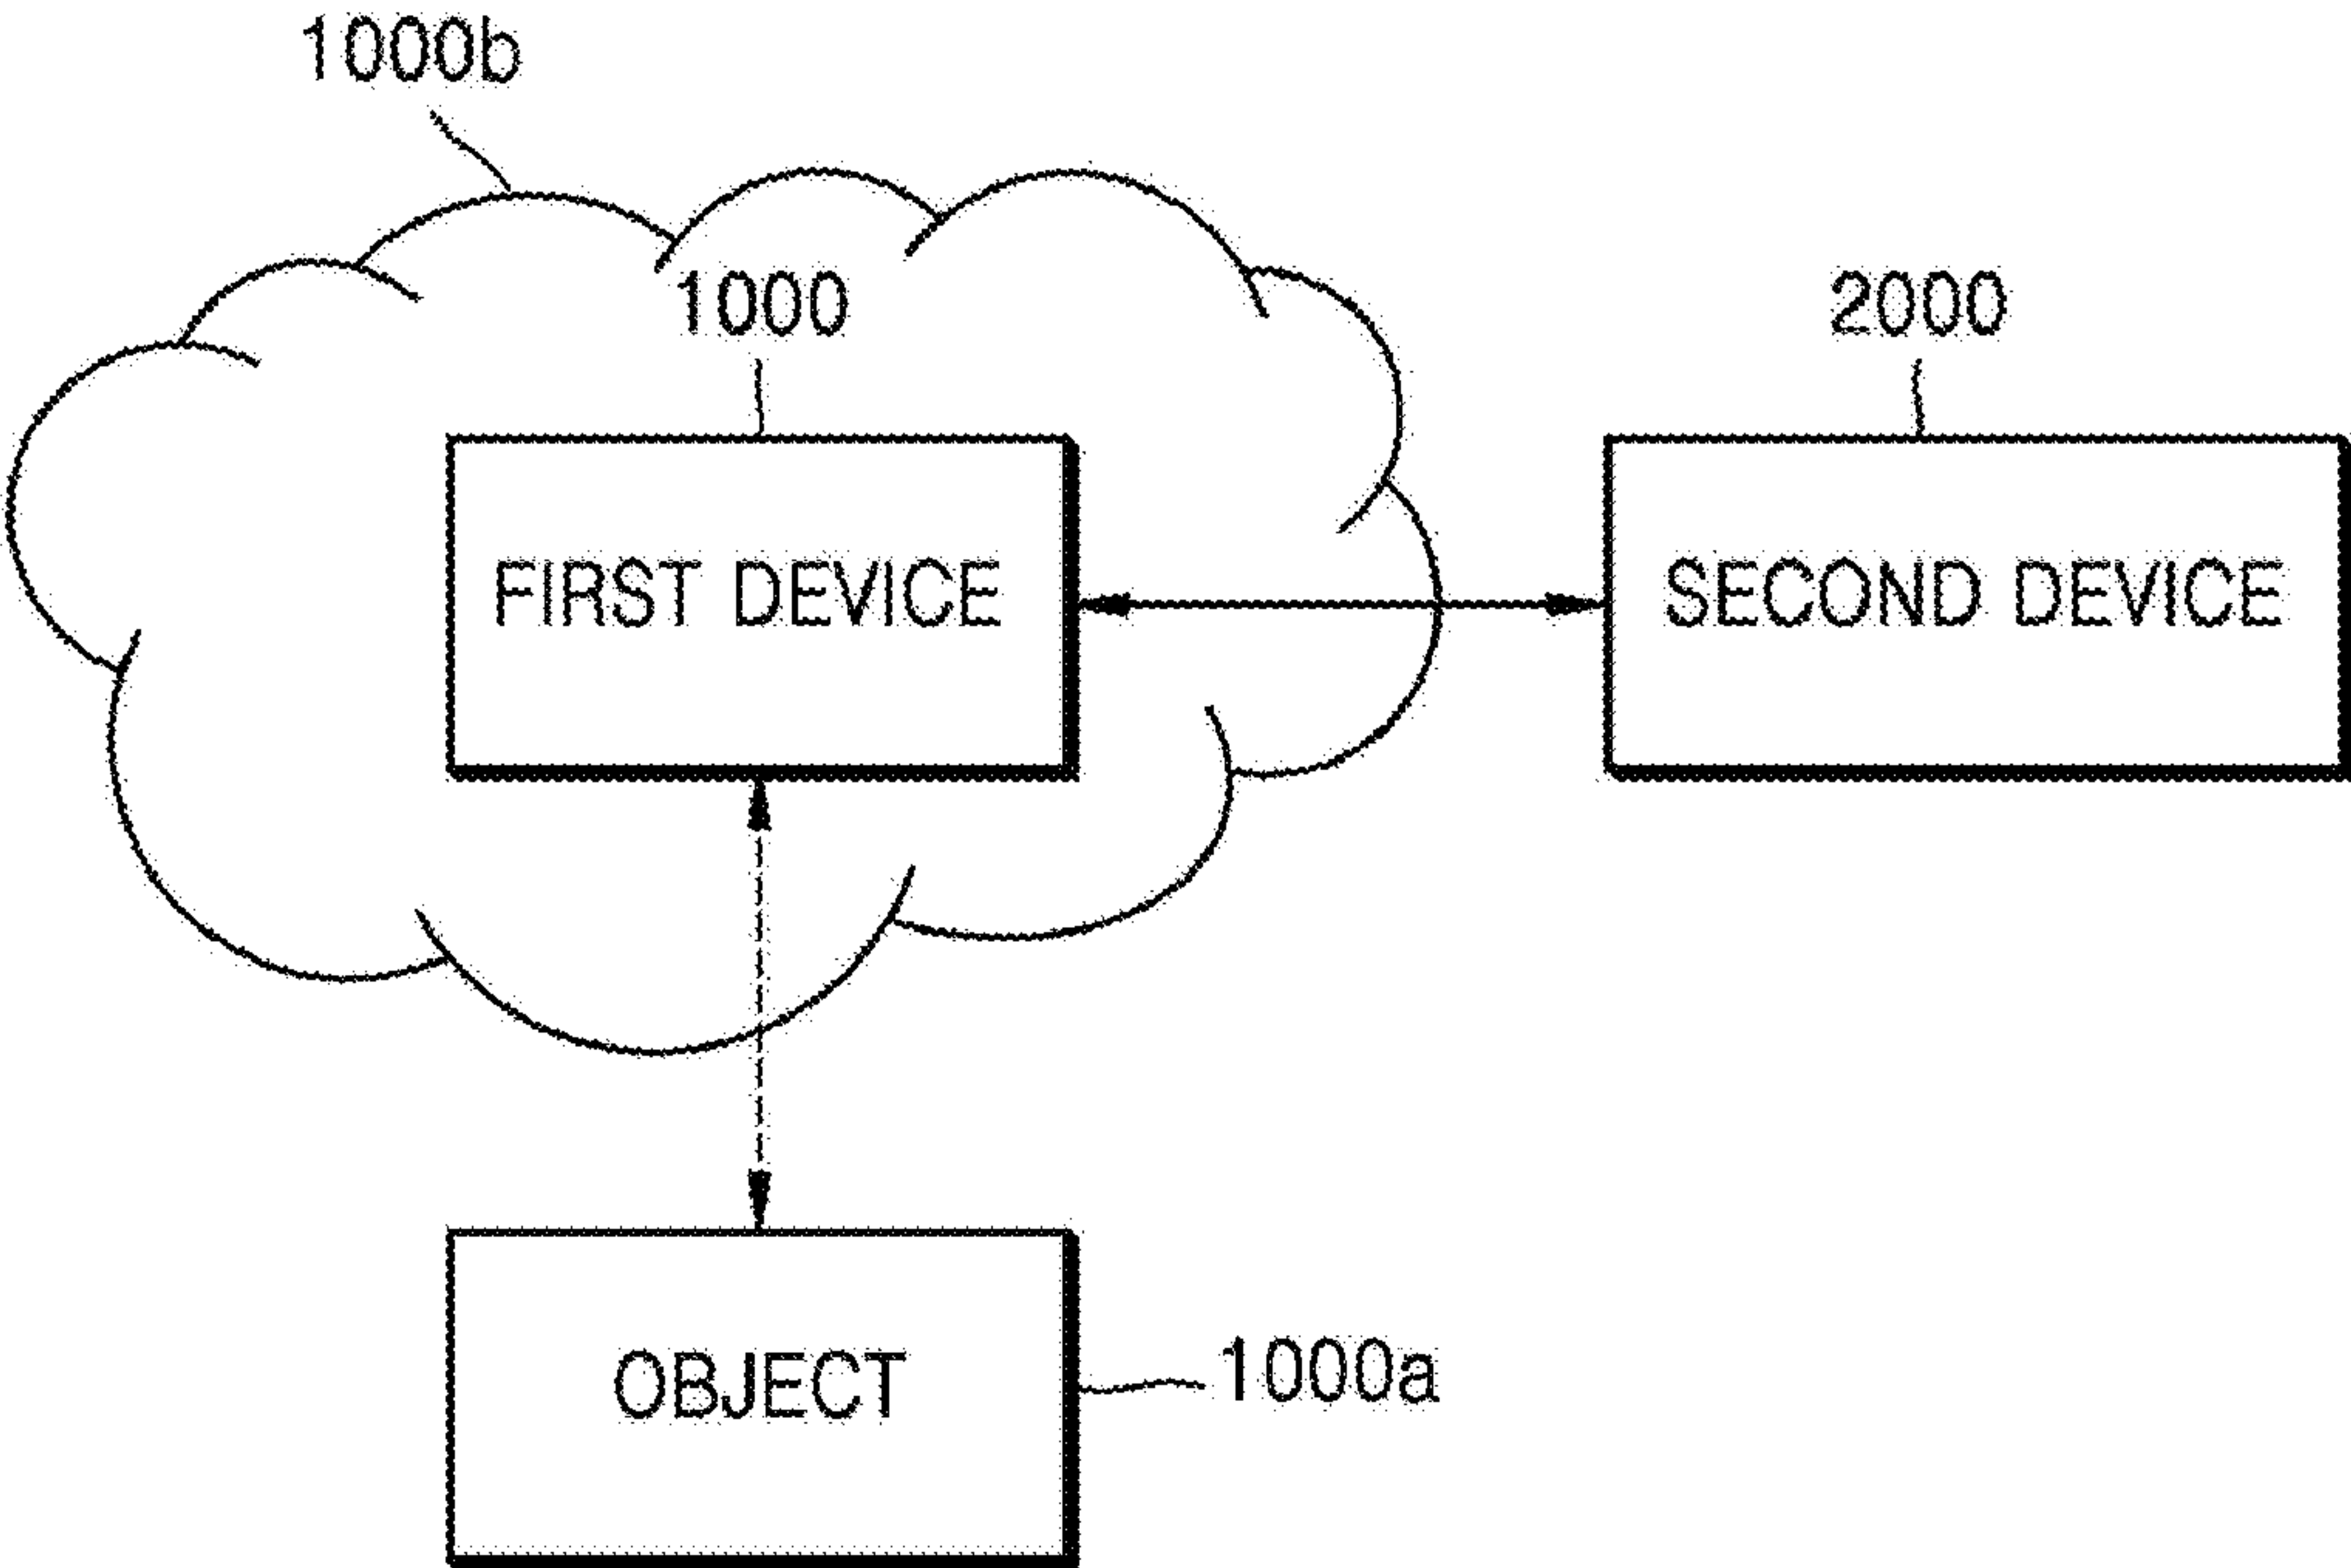 1000b
1000
2000
FIRST DEVICE
SECOND DEVICE
OBJECT
1000a